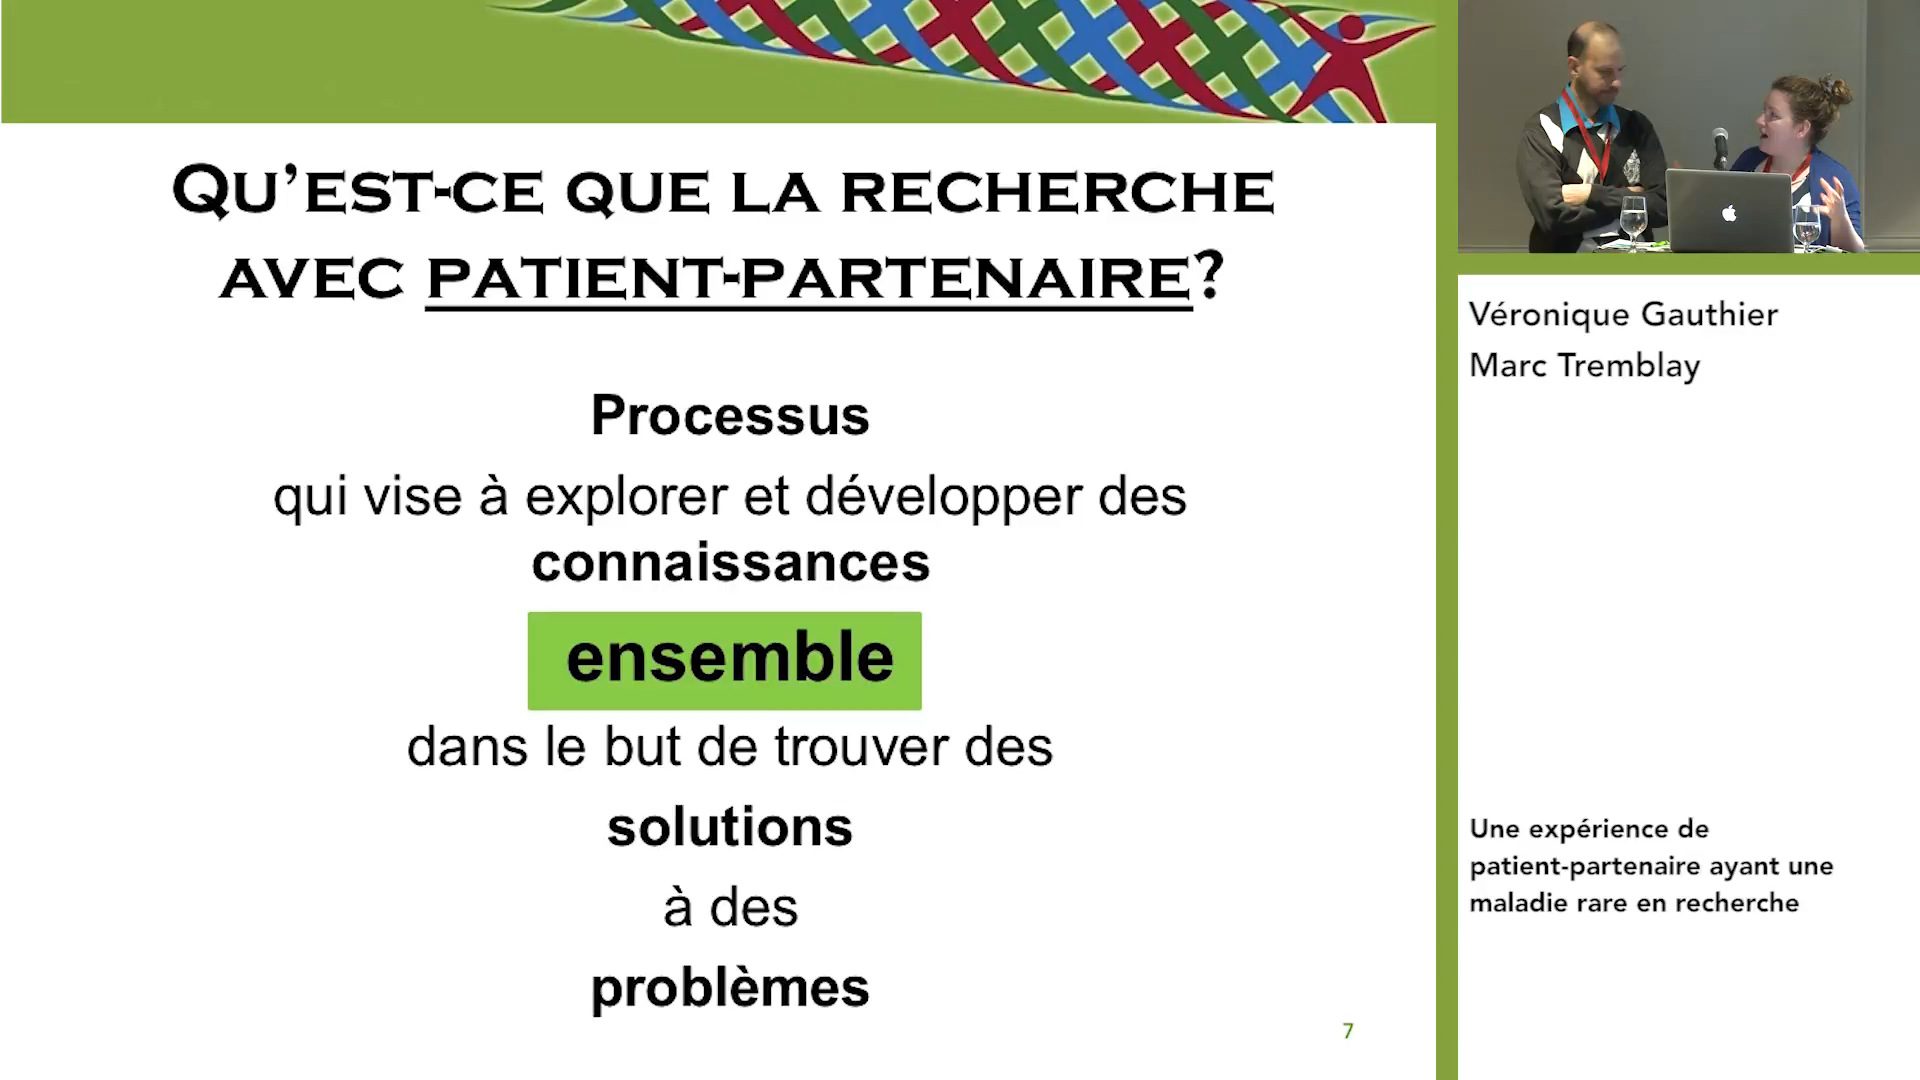 Qu’est-ce que la recherche
avec patient-partenaire?
Processus
qui vise à explorer et développer des
connaissances
ensemble
dans le but de trouver des
solutions
à des
problèmes
7
Véronique Gauthier
Marc Tremblay
Une expérience de
patient-partenaire ayant une
maladie rare en recherche